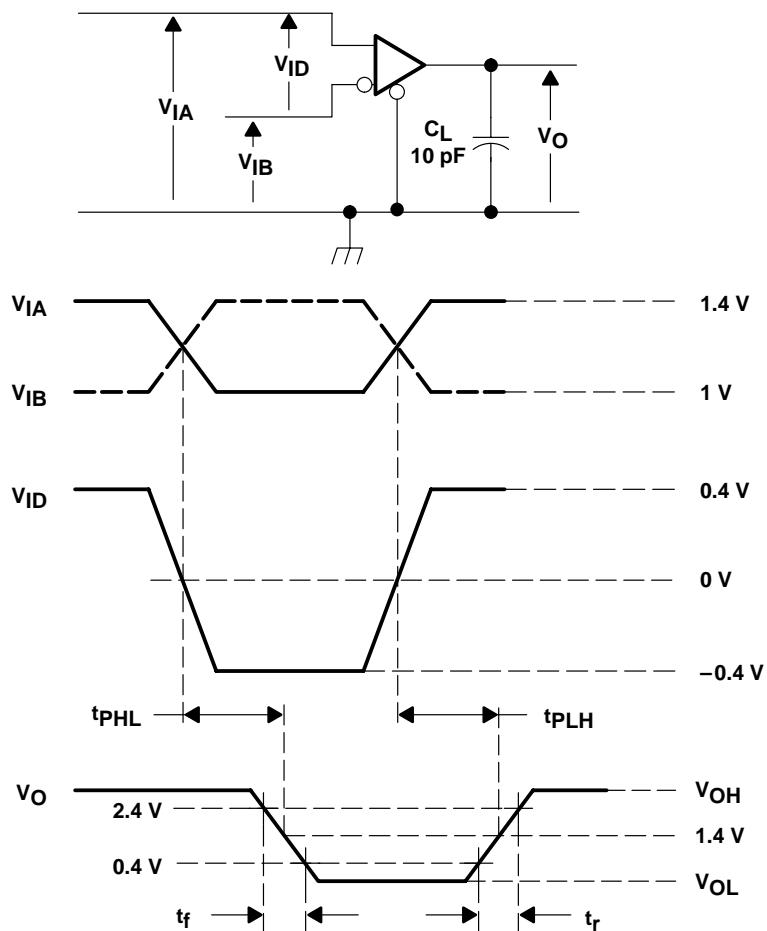 VID
VIA
VIB
CL
10 pF
VO
VIA
1.4 V
VIB
1 V
VID
0.4 V
0 V
−0.4 V
tPHL
tPLH
VO
VOH
2.4 V
1.4 V
0.4 V
VOL
tf
tr